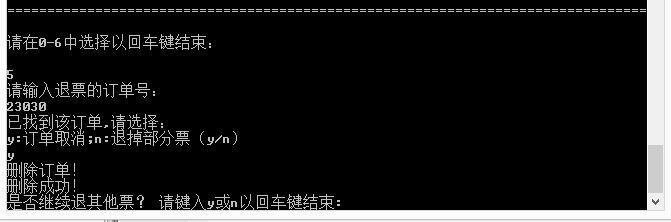 ================================================================================
请在0-6中选择以回车键结束：
5
请输入退票的订单号：
23030
已找到该订单,请选择：
y:订单取消;n:退掉部分票（y/n）
y
删除订单！
删除成功！
是否继续退其他票？ 请键入y或n以回车键结束：